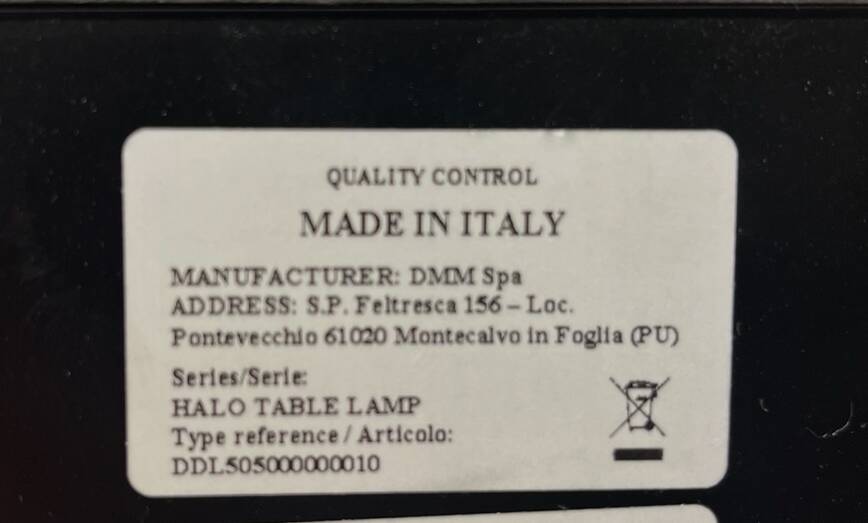 QUALITY CONTROL
MADE IN ITALY
MANUFACTURER: DMM Spa
ADDRESS: S.P. Feltresca 156 – Loc.
Pontevecchio 61020 Montecalvo in Foglia (PU)
Series/Serie:
HALO TABLE LAMP
Type reference / Articolo:
DDL505000000010